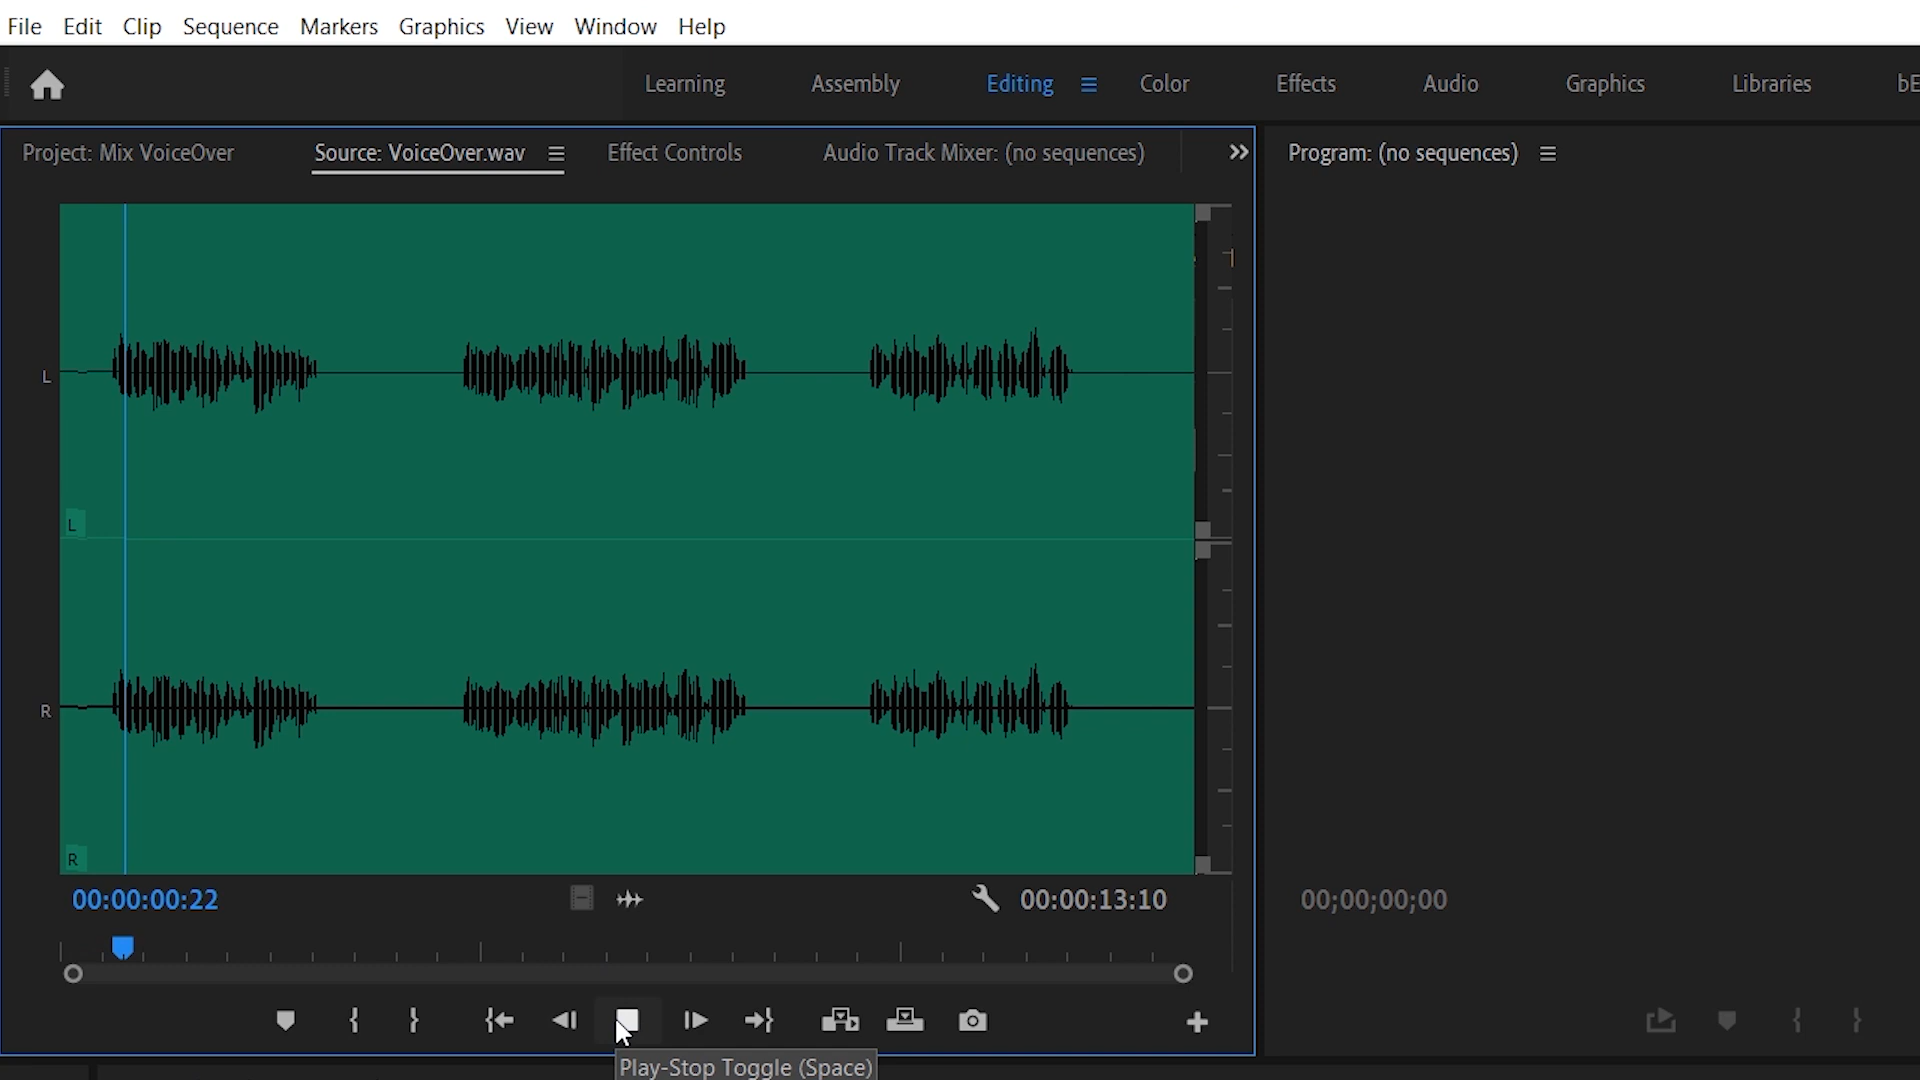 File Edit Clip Sequence Markers Graphics View Window Help
Learning Assembly Editing Color Effects Audio Graphics Libraries bE
Project: Mix VoiceOver Source: VoiceOver.wav Effect Controls Audio Track Mixer: (no sequences) Program: (no sequences)
L
L
R
R
00:00:00:22 00:00:13:10 00;00;00;00
Play-Stop Toggle (Space)